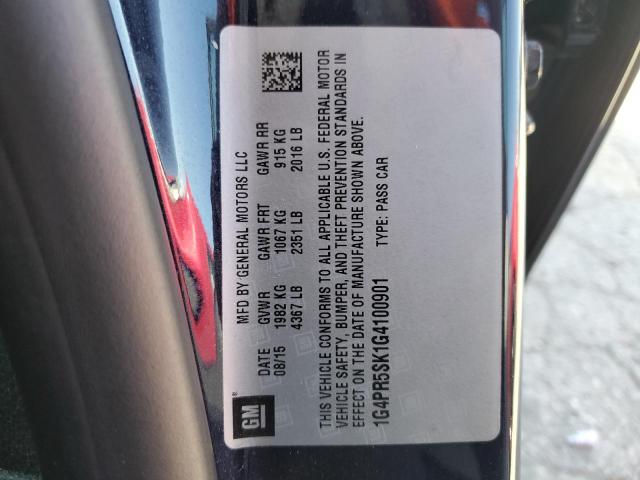 GM
MFD BY GENERAL MOTORS LLC
DATE GVWR GAWR FRT GAWR RR
08/15 1982 KG 1067 KG 915 KG
4367 LB 2351 LB 2016 LB
THIS VEHICLE CONFORMS TO ALL APPLICABLE U.S. FEDERAL MOTOR
VEHICLE SAFETY, BUMPER, AND THEFT PREVENTION STANDARDS IN
EFFECT ON THE DATE OF MANUFACTURE SHOWN ABOVE.
1G4PR5SK1G4100901 TYPE: PASS CAR